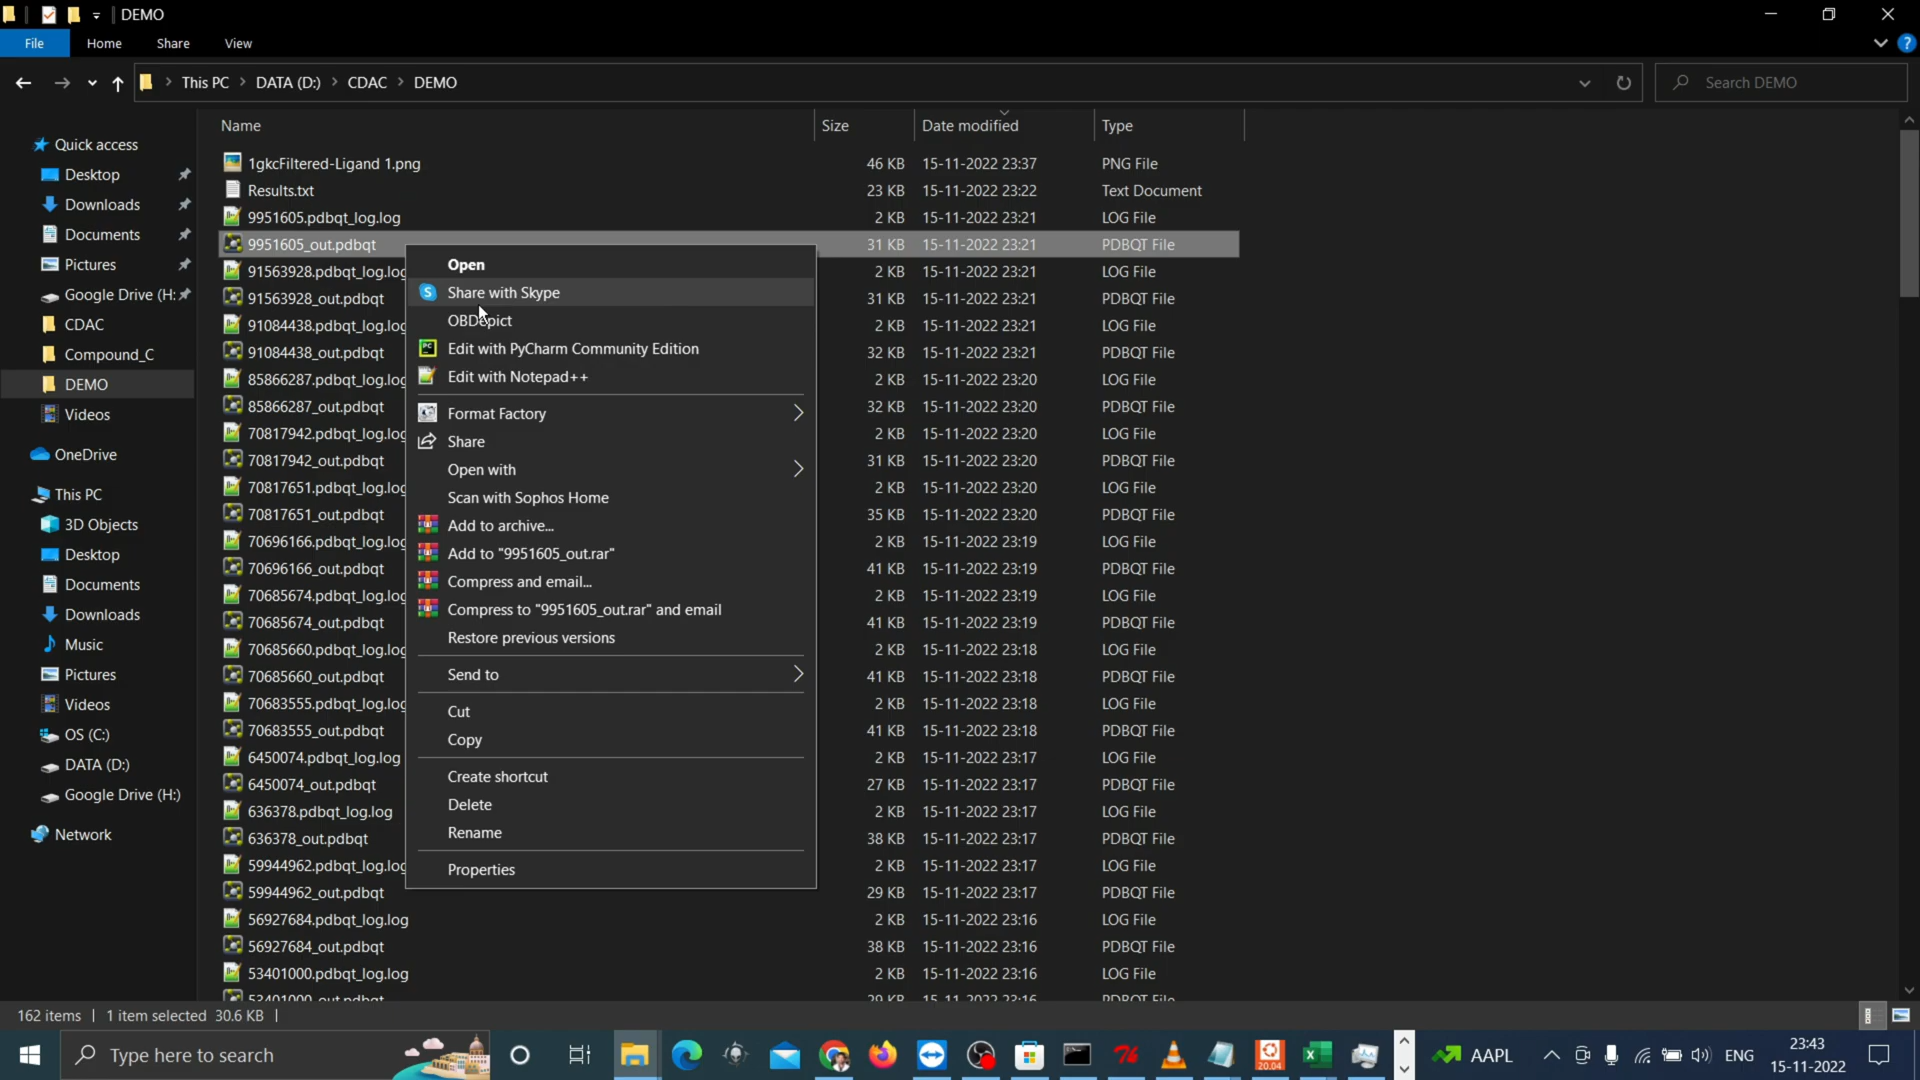 DEMO
File Home Share View
This PC > DATA (D:) > CDAC > DEMO
Search DEMO
Name Size Date modified Type
Quick access
Desktop
Downloads
Documents
Pictures
Google Drive (H:
CDAC
Compound_C
DEMO
Videos
OneDrive
This PC
3D Objects
Desktop
Documents
Downloads
Music
Pictures
Videos
OS (C:)
DATA (D:)
Google Drive (H:)
Network
1gkcFiltered-Ligand 1.png 46 KB 15-11-2022 23:37 PNG File
Results.txt 23 KB 15-11-2022 23:22 Text Document
9951605.pdbqt_log.log 2 KB 15-11-2022 23:21 LOG File
9951605_out.pdbqt 31 KB 15-11-2022 23:21 PDBQT File
91563928.pdbqt_log.log 2 KB 15-11-2022 23:21 LOG File
91563928_out.pdbqt 31 KB 15-11-2022 23:21 PDBQT File
91084438.pdbqt_log.log 2 KB 15-11-2022 23:21 LOG File
91084438_out.pdbqt 32 KB 15-11-2022 23:21 PDBQT File
85866287.pdbqt_log.log 2 KB 15-11-2022 23:20 LOG File
85866287_out.pdbqt 32 KB 15-11-2022 23:20 PDBQT File
70817942.pdbqt_log.log 2 KB 15-11-2022 23:20 LOG File
70817942_out.pdbqt 31 KB 15-11-2022 23:20 PDBQT File
70817651.pdbqt_log.log 2 KB 15-11-2022 23:20 LOG File
70817651_out.pdbqt 35 KB 15-11-2022 23:20 PDBQT File
70696166.pdbqt_log.log 2 KB 15-11-2022 23:19 LOG File
70696166_out.pdbqt 41 KB 15-11-2022 23:19 PDBQT File
70685674.pdbqt_log.log 2 KB 15-11-2022 23:19 LOG File
70685674_out.pdbqt 41 KB 15-11-2022 23:19 PDBQT File
70685660.pdbqt_log.log 2 KB 15-11-2022 23:18 LOG File
70685660_out.pdbqt 41 KB 15-11-2022 23:18 PDBQT File
70683555.pdbqt_log.log 2 KB 15-11-2022 23:18 LOG File
70683555_out.pdbqt 41 KB 15-11-2022 23:18 PDBQT File
6450074.pdbqt_log.log 2 KB 15-11-2022 23:17 LOG File
6450074_out.pdbqt 27 KB 15-11-2022 23:17 PDBQT File
636378.pdbqt_log.log 2 KB 15-11-2022 23:17 LOG File
636378_out.pdbqt 38 KB 15-11-2022 23:17 PDBQT File
59944962.pdbqt_log.log 2 KB 15-11-2022 23:17 LOG File
59944962_out.pdbqt 29 KB 15-11-2022 23:17 PDBQT File
56927684.pdbqt_log.log 2 KB 15-11-2022 23:16 LOG File
56927684_out.pdbqt 38 KB 15-11-2022 23:16 PDBQT File
53401000.pdbqt_log.log 2 KB 15-11-2022 23:16 LOG File
53401000_out.pdbqt 29 KB 15-11-2022 23:16 PDBQT File
Open
Share with Skype
OBDepict
Edit with PyCharm Community Edition
Edit with Notepad++
Format Factory
Share
Open with
Scan with Sophos Home
Add to archive...
Add to "9951605_out.rar"
Compress and email...
Compress to "9951605_out.rar" and email
Restore previous versions
Send to
Cut
Copy
Create shortcut
Delete
Rename
Properties
162 items | 1 item selected 30.6 KB |
Type here to search
20.04
AAPL
ENG
23:43
15-11-2022